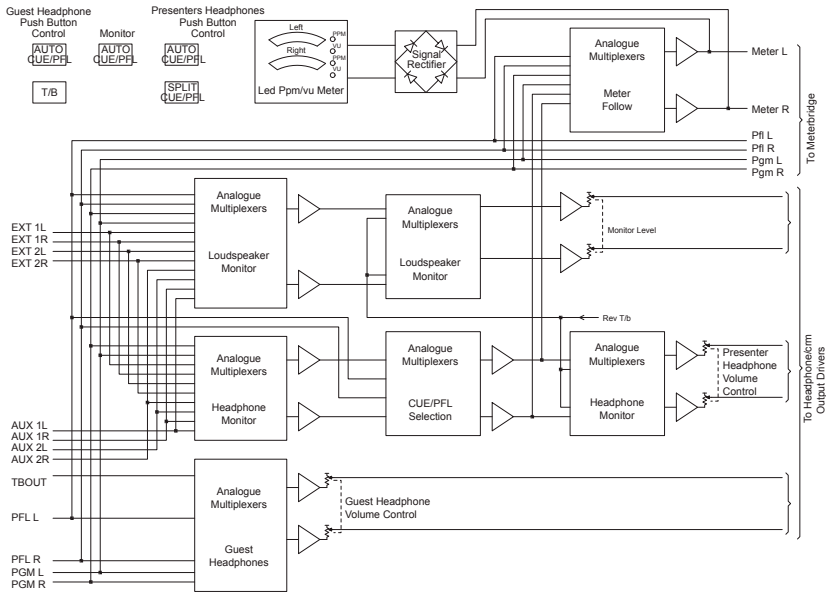 Guest Headphone
Push Button
Control
Monitor
Presenters Headphones
Push Button
Control
AUTO
CUE/PFL
AUTO
CUE/PFL
AUTO
CUE/PFL
T/B
SPLIT
CUE/PFL
Left
PPM
VU
Right
PPM
VU
Led Ppm/vu Meter
Signal
Rectifier
Analogue
Multiplexers
Meter
Follow
Meter L
Meter R
Pfl L
Pfl R
Pgm L
Pgm R
To Meterbridge
EXT 1L
EXT 1R
EXT 2L
EXT 2R
Analogue
Multiplexers
Loudspeaker
Monitor
Analogue
Multiplexers
Loudspeaker
Monitor
Monitor Level
Rev T/b
Analogue
Multiplexers
Headphone
Monitor
Analogue
Multiplexers
CUE/PFL
Selection
Analogue
Multiplexers
Headphone
Monitor
Presenter
Headphone
Volume
Control
To Headphone/crm
Output Drivers
AUX 1L
AUX 1R
AUX 2L
AUX 2R
TBOUT
PFL L
PFL R
PGM L
PGM R
Analogue
Multiplexers
Guest
Headphones
Guest Headphone
Volume Control